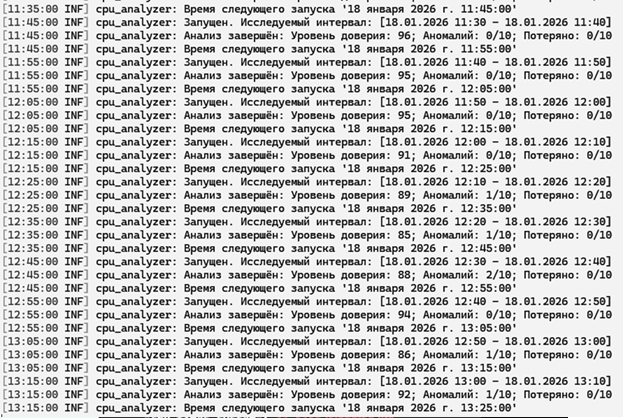 [11:35:00 INF] cpu_analyzer: Время следующего запуска '18 января 2026 г. 11:45:00'
[11:45:00 INF] cpu_analyzer: Запущен. Исследуемый интервал: [18.01.2026 11:30 – 18.01.2026 11:40]
[11:45:00 INF] cpu_analyzer: Анализ завершён: Уровень доверия: 96; Аномалий: 0/10; Потеряно: 0/10
[11:45:00 INF] cpu_analyzer: Время следующего запуска '18 января 2026 г. 11:55:00'
[11:55:00 INF] cpu_analyzer: Запущен. Исследуемый интервал: [18.01.2026 11:40 – 18.01.2026 11:50]
[11:55:00 INF] cpu_analyzer: Анализ завершён: Уровень доверия: 95; Аномалий: 0/10; Потеряно: 0/10
[11:55:00 INF] cpu_analyzer: Время следующего запуска '18 января 2026 г. 12:05:00'
[12:05:00 INF] cpu_analyzer: Запущен. Исследуемый интервал: [18.01.2026 11:50 – 18.01.2026 12:00]
[12:05:00 INF] cpu_analyzer: Анализ завершён: Уровень доверия: 95; Аномалий: 0/10; Потеряно: 0/10
[12:05:00 INF] cpu_analyzer: Время следующего запуска '18 января 2026 г. 12:15:00'
[12:15:00 INF] cpu_analyzer: Запущен. Исследуемый интервал: [18.01.2026 12:00 – 18.01.2026 12:10]
[12:15:00 INF] cpu_analyzer: Анализ завершён: Уровень доверия: 91; Аномалий: 0/10; Потеряно: 0/10
[12:15:00 INF] cpu_analyzer: Время следующего запуска '18 января 2026 г. 12:25:00'
[12:25:00 INF] cpu_analyzer: Запущен. Исследуемый интервал: [18.01.2026 12:10 – 18.01.2026 12:20]
[12:25:00 INF] cpu_analyzer: Анализ завершён: Уровень доверия: 89; Аномалий: 1/10; Потеряно: 0/10
[12:25:00 INF] cpu_analyzer: Время следующего запуска '18 января 2026 г. 12:35:00'
[12:35:00 INF] cpu_analyzer: Запущен. Исследуемый интервал: [18.01.2026 12:20 – 18.01.2026 12:30]
[12:35:00 INF] cpu_analyzer: Анализ завершён: Уровень доверия: 85; Аномалий: 1/10; Потеряно: 0/10
[12:35:00 INF] cpu_analyzer: Время следующего запуска '18 января 2026 г. 12:45:00'
[12:45:00 INF] cpu_analyzer: Запущен. Исследуемый интервал: [18.01.2026 12:30 – 18.01.2026 12:40]
[12:45:00 INF] cpu_analyzer: Анализ завершён: Уровень доверия: 88; Аномалий: 2/10; Потеряно: 0/10
[12:45:00 INF] cpu_analyzer: Время следующего запуска '18 января 2026 г. 12:55:00'
[12:55:00 INF] cpu_analyzer: Запущен. Исследуемый интервал: [18.01.2026 12:40 – 18.01.2026 12:50]
[12:55:00 INF] cpu_analyzer: Анализ завершён: Уровень доверия: 94; Аномалий: 0/10; Потеряно: 0/10
[12:55:00 INF] cpu_analyzer: Время следующего запуска '18 января 2026 г. 13:05:00'
[13:05:00 INF] cpu_analyzer: Запущен. Исследуемый интервал: [18.01.2026 12:50 – 18.01.2026 13:00]
[13:05:00 INF] cpu_analyzer: Анализ завершён: Уровень доверия: 86; Аномалий: 1/10; Потеряно: 0/10
[13:05:00 INF] cpu_analyzer: Время следующего запуска '18 января 2026 г. 13:15:00'
[13:15:00 INF] cpu_analyzer: Запущен. Исследуемый интервал: [18.01.2026 13:00 – 18.01.2026 13:10]
[13:15:00 INF] cpu_analyzer: Анализ завершён: Уровень доверия: 92; Аномалий: 1/10; Потеряно: 0/10
[13:15:00 INF] cpu_analyzer: Время следующего запуска '18 января 2026 г. 13:25:00'